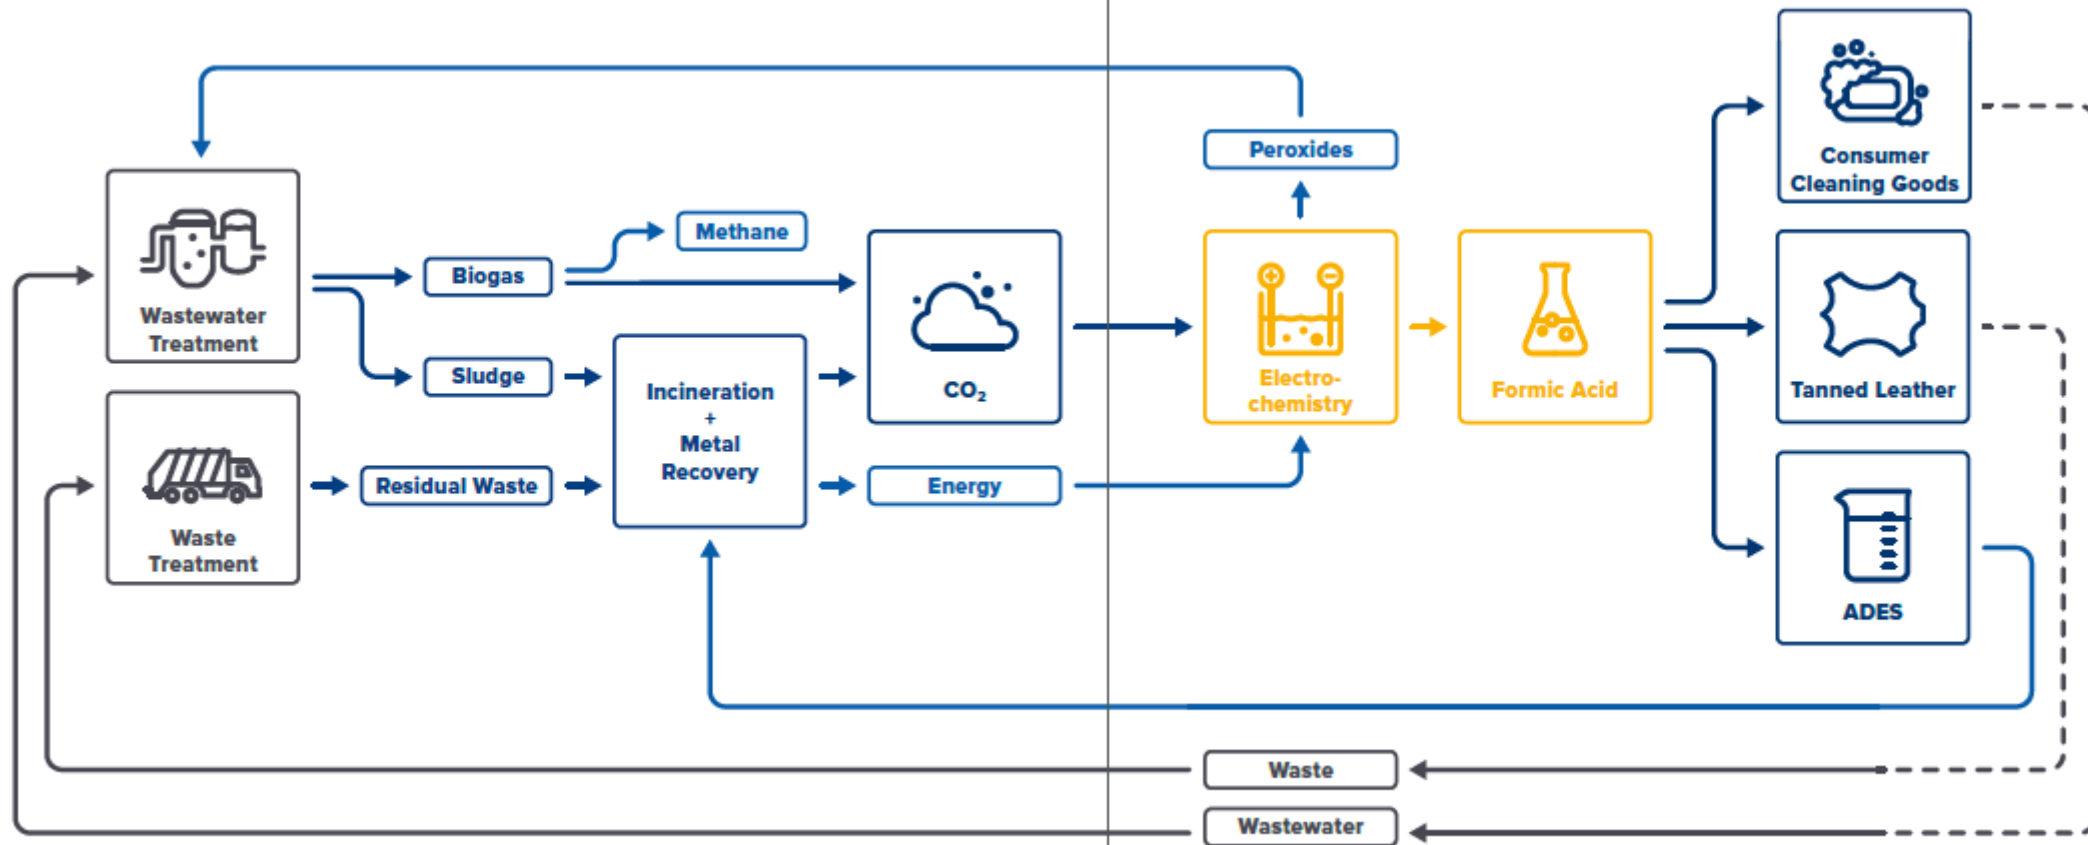 Consumer
Cleaning Goods
Peroxides
Methane
Biogas
Wastewater
Treatment
CO₂
Electro-
chemistry
Formic Acid
Tanned Leather
Sludge
Incineration
+
Metal
Recovery
Residual Waste
Energy
Waste
Treatment
ADES
Waste
Wastewater